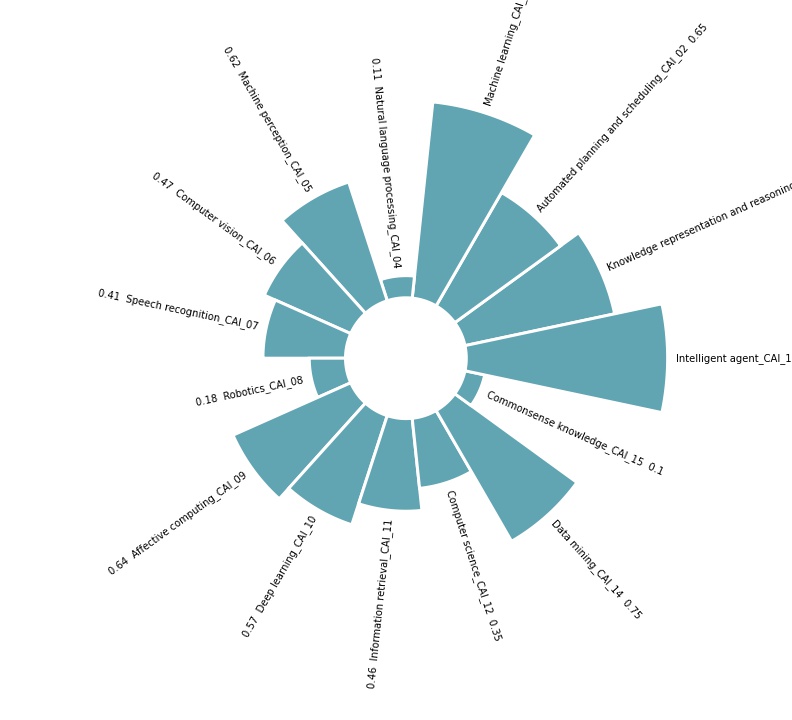 Machine learning_CAI_
Automated planning and scheduling_CAI_02 0.65
Knowledge representation and reasoning
Intelligent agent_CAI_1
Commonsense knowledge_CAI_15 0.1
Data mining_CAI_14 0.75
Computer science_CAI_12 0.35
0.46 Information retrieval_CAI_11
0.57 Deep learning_CAI_10
0.64 Affective computing_CAI_09
0.18 Robotics_CAI_08
0.41 Speech recognition_CAI_07
0.47 Computer vision_CAI_06
0.62 Machine perception_CAI_05
0.11 Natural language processing_CAI_04